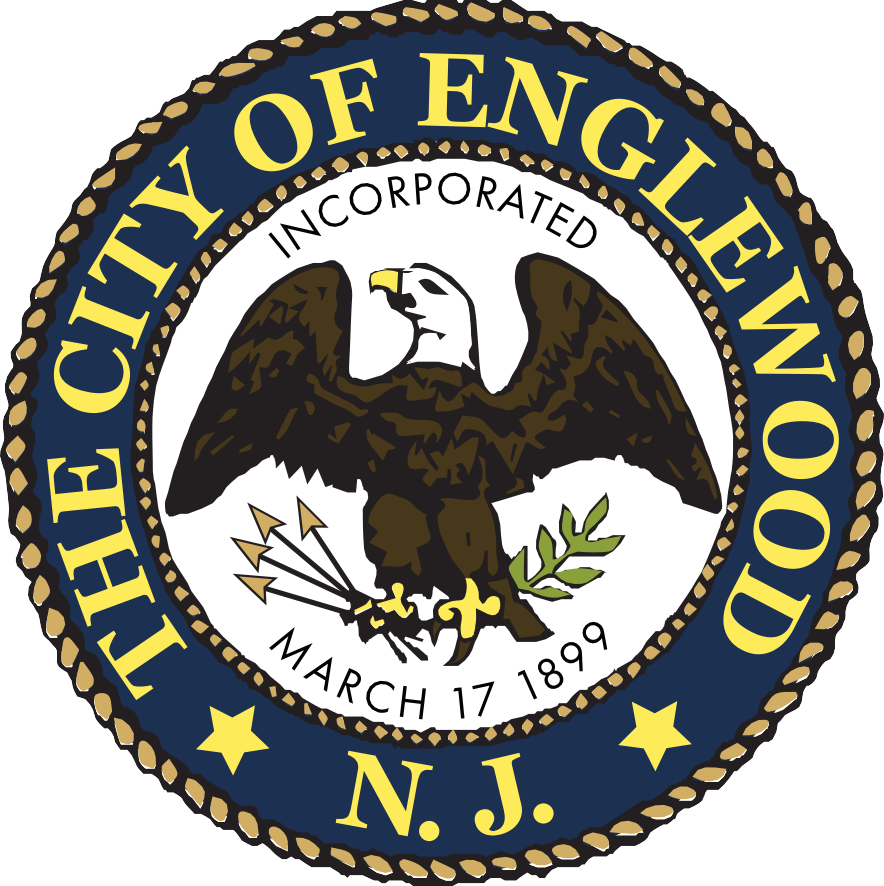 THE CITY OF ENGLEWOOD
INCORPORATED
MARCH 17 1899
N.J.